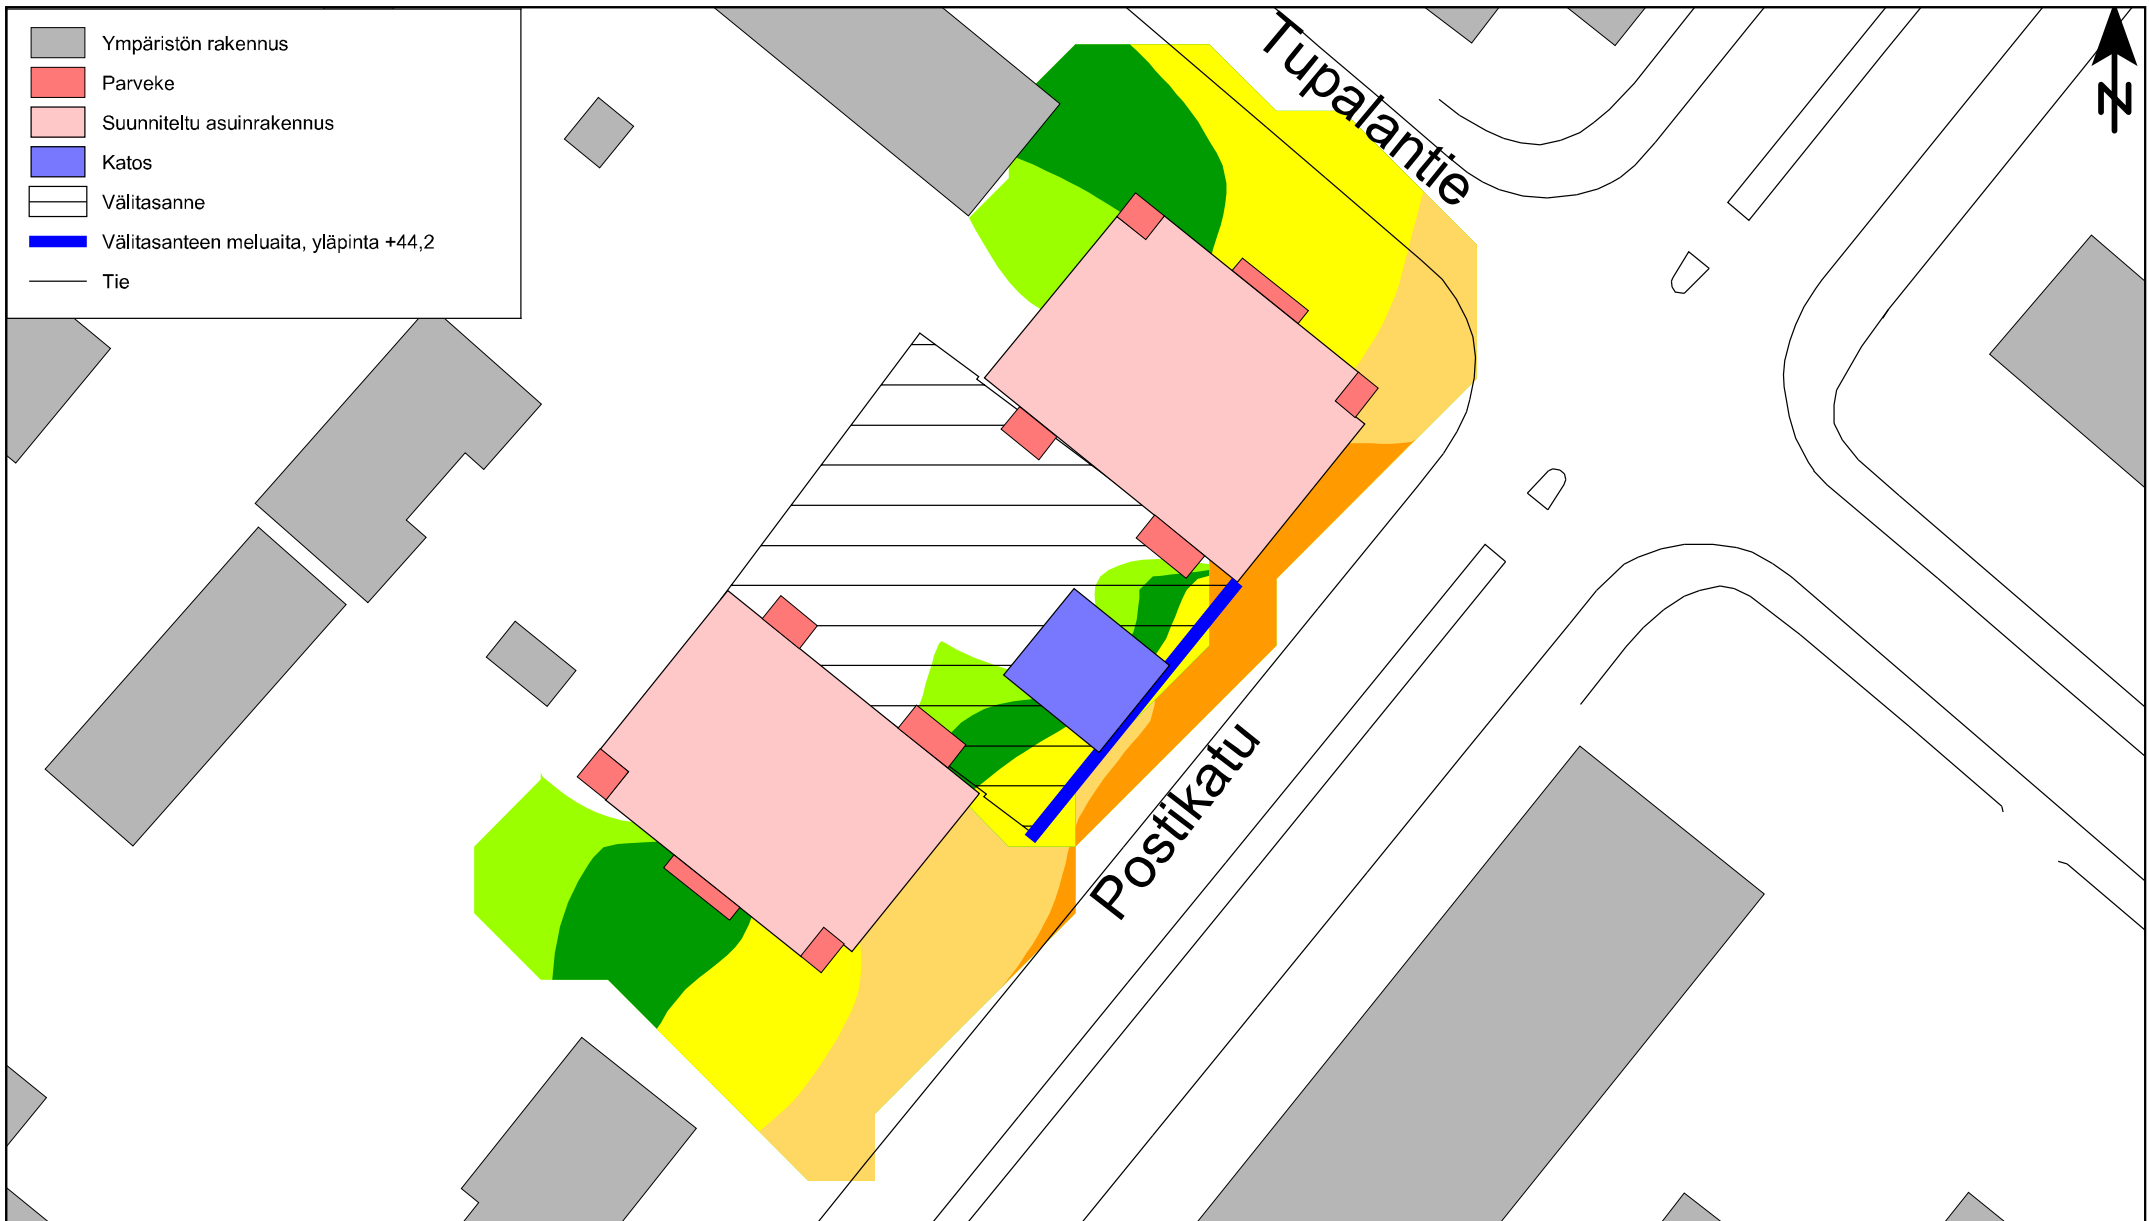 Ympäristön rakennus
Parveke
Suunniteltu asuinrakennus
Katos
Välitasanne
Välitasanteen meluaita, yläpinta +44,2
Tie
Tupalantie
N
Postikatu